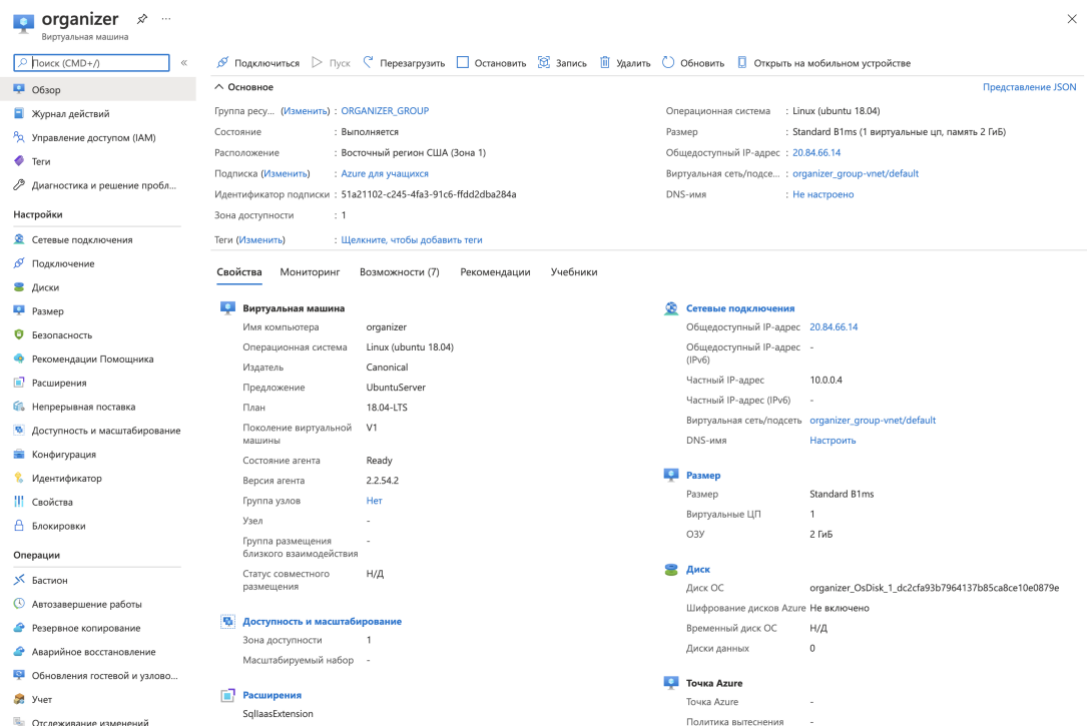 organizer
Виртуальная машина
Поиск (CMD+/)
«
Обзор
Журнал действий
Управление доступом (IAM)
Теги
Диагностика и решение пробл...
Настройки
Сетевые подключения
Подключение
Диски
Размер
Безопасность
Рекомендации Помощника
Расширения
Непрерывная поставка
Доступность и масштабирование
Конфигурация
Идентификатор
Свойства
Блокировки
Операции
Бастион
Автозавершение работы
Резервное копирование
Аварийное восстановление
Обновления гостевой и узлово...
Учет
Отслеживание изменений
Подключиться Пуск Перезагрузить Остановить Запись Удалить Обновить Открыть на мобильном устройстве
Основное Представление JSON
Группа ресу... (Изменить) : ORGANIZER_GROUP
Состояние : Выполняется
Расположение : Восточный регион США (Зона 1)
Подписка (Изменить) : Azure для учащихся
Идентификатор подписки : 51a21102-c245-4fa3-91c6-ffdd2dba284a
Зона доступности : 1
Теги (Изменить) : Щелкните, чтобы добавить теги
Операционная система : Linux (ubuntu 18.04)
Размер : Standard B1ms (1 виртуальные цп, память 2 ГиБ)
Общедоступный IP-адрес : 20.84.66.14
Виртуальная сеть/подсе... : organizer_group-vnet/default
DNS-имя : Не настроено
Свойства Мониторинг Возможности (7) Рекомендации Учебники
Виртуальная машина
Имя компьютера organizer
Операционная система Linux (ubuntu 18.04)
Издатель Canonical
Предложение UbuntuServer
План 18.04-LTS
Поколение виртуальной V1
машины
Состояние агента Ready
Версия агента 2.2.54.2
Группа узлов Нет
Узел -
Группа размещения -
близкого взаимодействия
Статус совместного Н/Д
размещения
Доступность и масштабирование
Зона доступности 1
Масштабируемый набор -
Расширения
SqlIaasExtension
Сетевые подключения
Общедоступный IP-адрес 20.84.66.14
Общедоступный IP-адрес -
(IPv6)
Частный IP-адрес 10.0.0.4
Частный IP-адрес (IPv6) -
Виртуальная сеть/подсеть organizer_group-vnet/default
DNS-имя Настроить
Размер
Размер Standard B1ms
Виртуальные ЦП 1
ОЗУ 2 ГиБ
Диск
Диск ОС organizer_OsDisk_1_dc2cfa93b7964137b85ca8ce10e0879e
Шифрование дисков Azure Не включено
Временный диск ОС Н/Д
Диски данных 0
Точка Azure
Точка Azure -
Политика вытеснения -